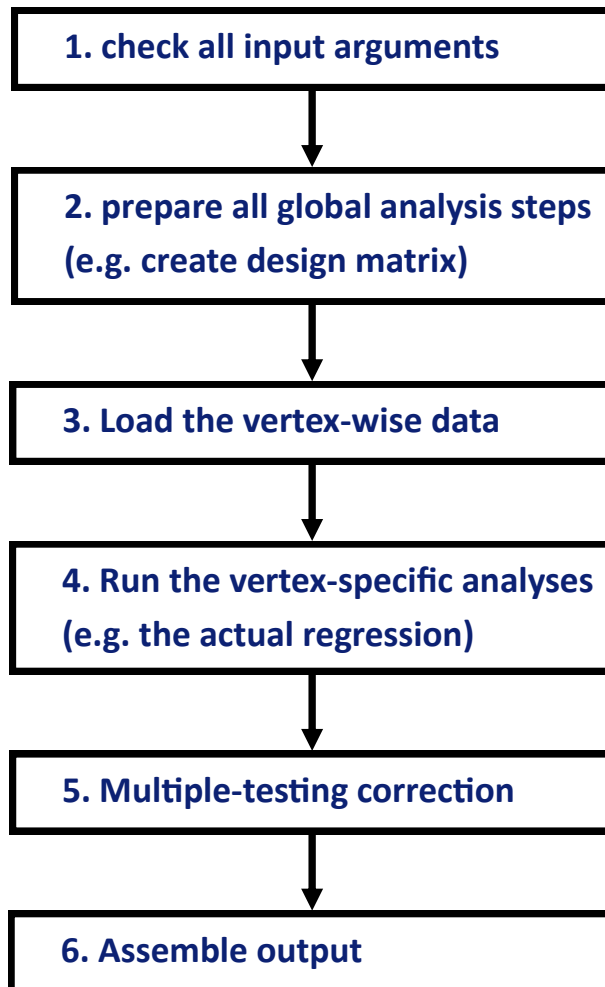 1. check all input arguments
2. prepare all global analysis steps
(e.g. create design matrix)
3. Load the vertex-wise data
4. Run the vertex-specific analyses
(e.g. the actual regression)
5. Multiple-testing correction
6. Assemble output